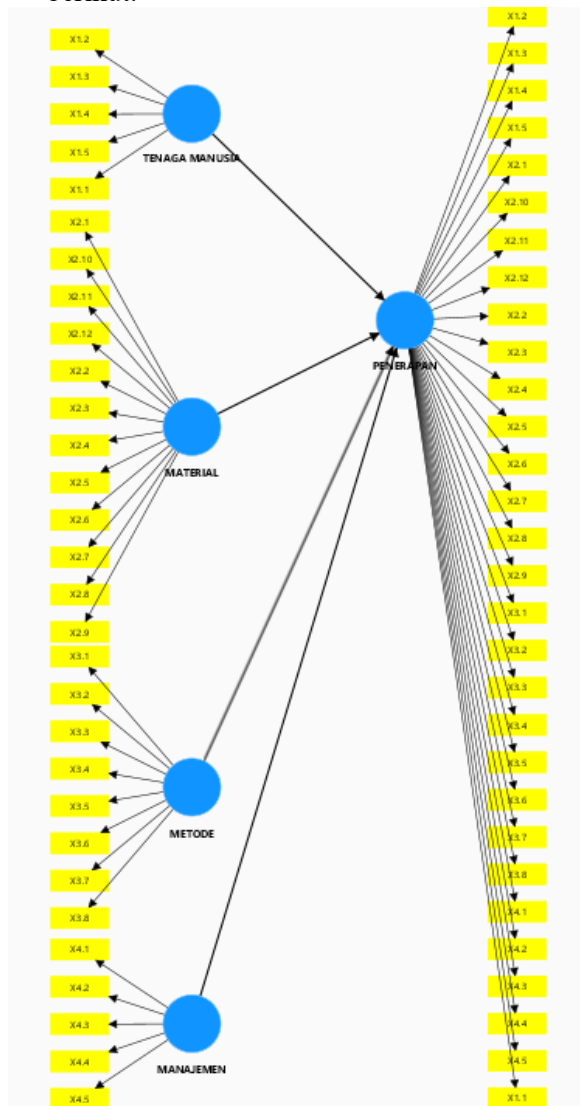 X1.2
X1.3
X1.4
X1.5
X1.1
TENAGA MANUSIA
X2.1
X2.10
X2.11
X2.12
X2.2
X2.3
X2.4
X2.5
X2.6
X2.7
X2.8
X2.9
MATERIAL
X3.1
X3.2
X3.3
X3.4
X3.5
X3.6
X3.7
X3.8
METODE
X4.1
X4.2
X4.3
X4.4
X4.5
MANAJEMEN
PENERAPAN
X1.2
X1.3
X1.4
X1.5
X2.1
X2.10
X2.11
X2.12
X2.2
X2.3
X2.4
X2.5
X2.6
X2.7
X2.8
X2.9
X3.1
X3.2
X3.3
X3.4
X3.5
X3.6
X3.7
X3.8
X4.1
X4.2
X4.3
X4.4
X4.5
X1.1